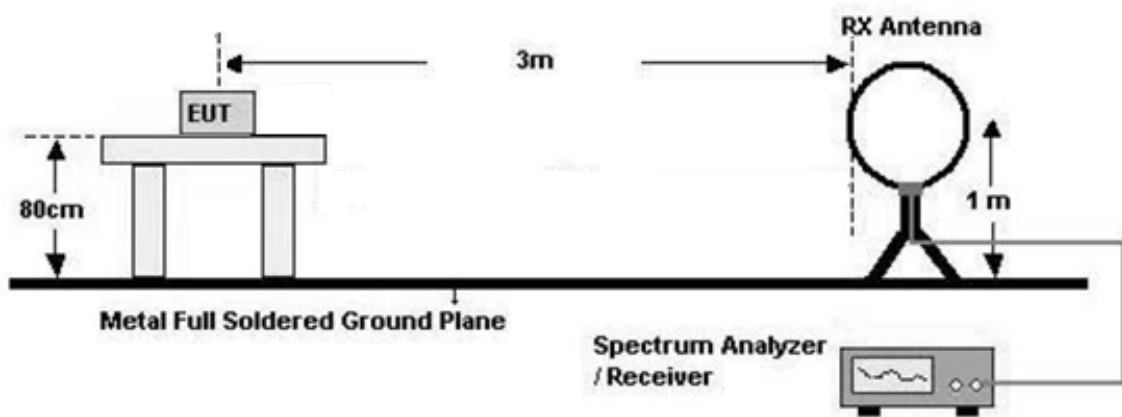 RX Antenna
3m
EUT
80cm
1 m
Metal Full Soldered Ground Plane
Spectrum Analyzer
/ Receiver